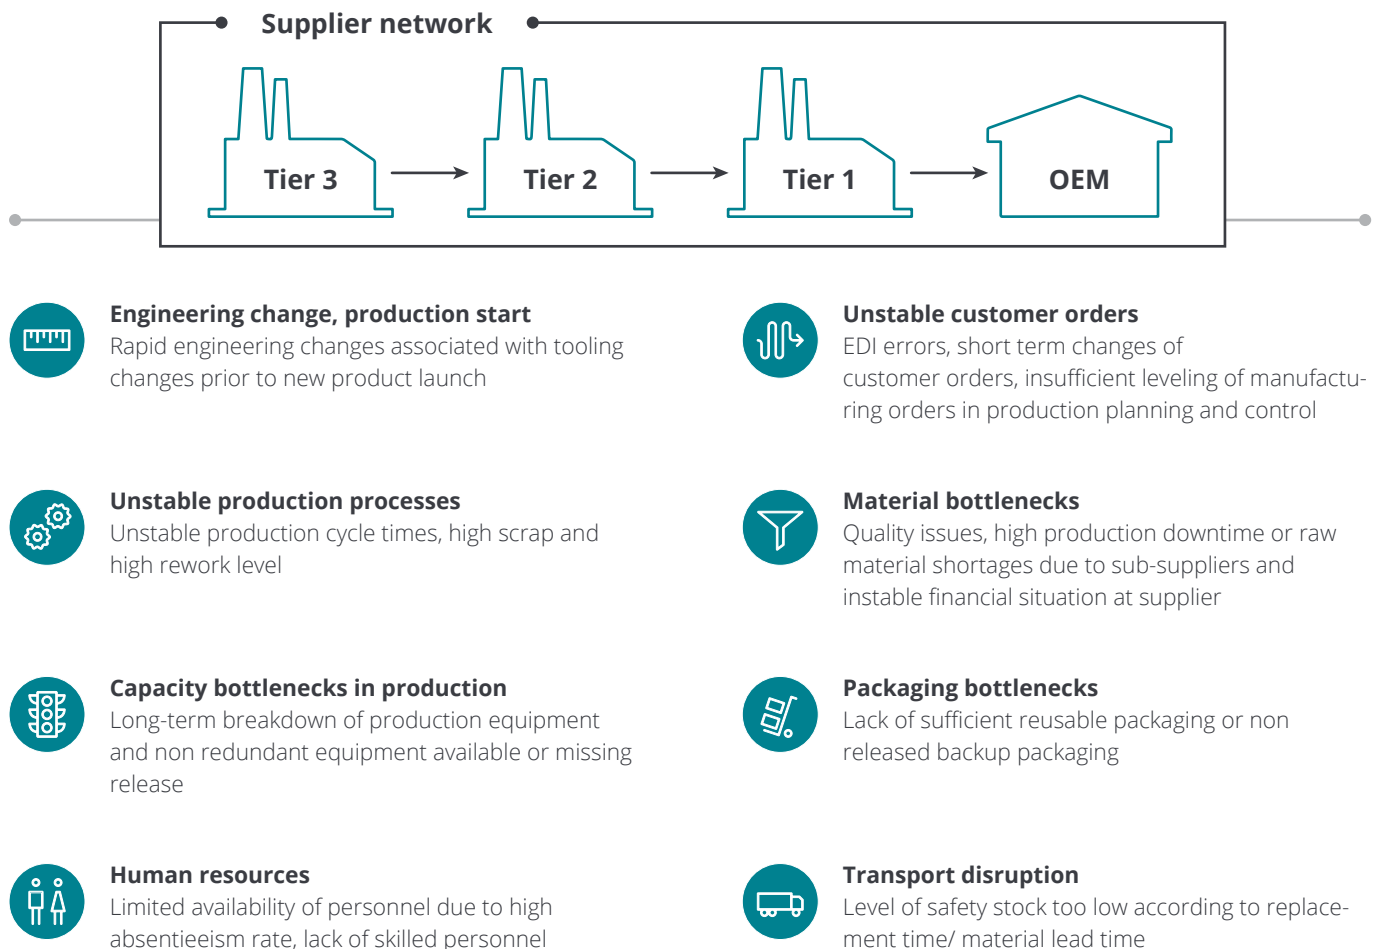 Supplier network
Tier 3
Tier 2
Tier 1
OEM
Engineering change, production start
Rapid engineering changes associated with tooling
changes prior to new product launch
Unstable customer orders
EDI errors, short term changes of
customer orders, insufficient leveling of manufactu-
ring orders in production planning and control
Unstable production processes
Unstable production cycle times, high scrap and
high rework level
Material bottlenecks
Quality issues, high production downtime or raw
material shortages due to sub-suppliers and
instable financial situation at supplier
Capacity bottlenecks in production
Long-term breakdown of production equipment
and non redundant equipment available or missing
release
Packaging bottlenecks
Lack of sufficient reusable packaging or non
released backup packaging
Human resources
Limited availability of personnel due to high
absenteeism rate, lack of skilled personnel
Transport disruption
Level of safety stock too low according to replace-
ment time/ material lead time